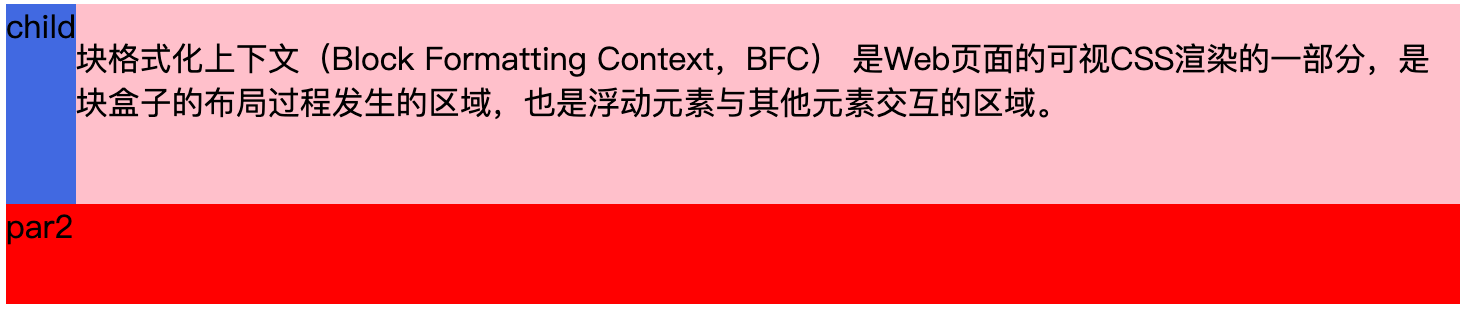 child
块格式化上下文（Block Formatting Context，BFC） 是Web页面的可视CSS渲染的一部分，是
块盒子的布局过程发生的区域，也是浮动元素与其他元素交互的区域。
par2